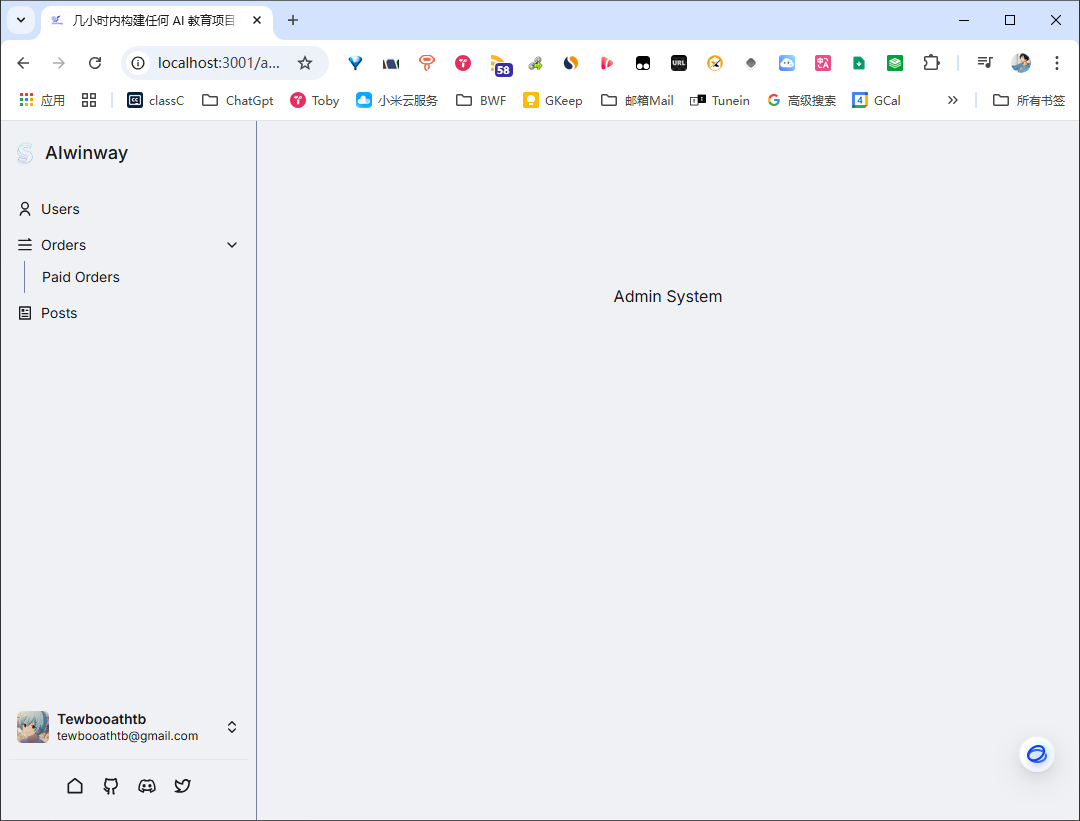 几小时内构建任何 AI 教育项目
localhost:3001/a...
58
URL
应用
classC
ChatGpt
Toby
小米云服务
BWF
GKeep
邮箱Mail
Tunein
高级搜索
4
GCal
所有书签
AIwinway
Users
Orders
Paid Orders
Posts
Admin System
Tewbooathtb
tewbooathtb@gmail.com